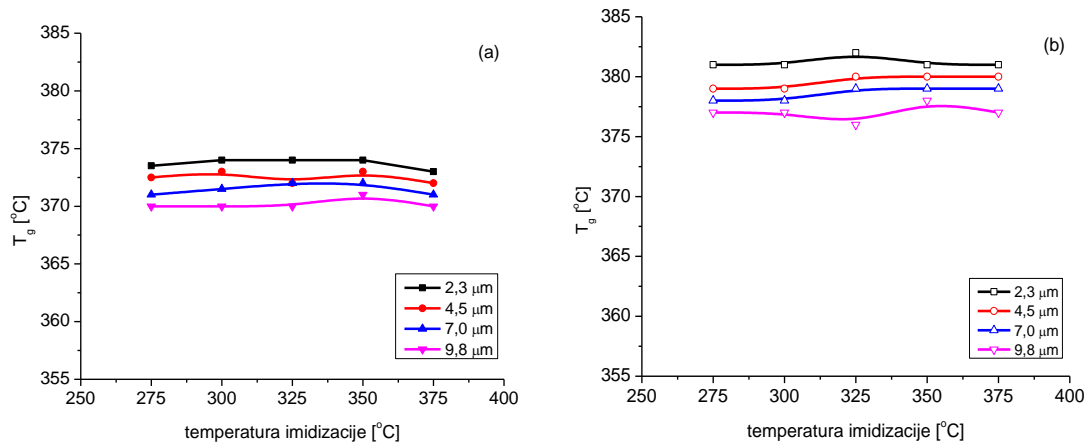 (a)
385
380
375
370
365
360
355
T_g [°C]
250 275 300 325 350 375 400
temperatura imidizacije [°C]
2,3 μm
4,5 μm
7,0 μm
9,8 μm
(b)
385
380
375
370
365
360
355
T_g [°C]
250 275 300 325 350 375 400
temperatura imidizacije [°C]
2,3 μm
4,5 μm
7,0 μm
9,8 μm